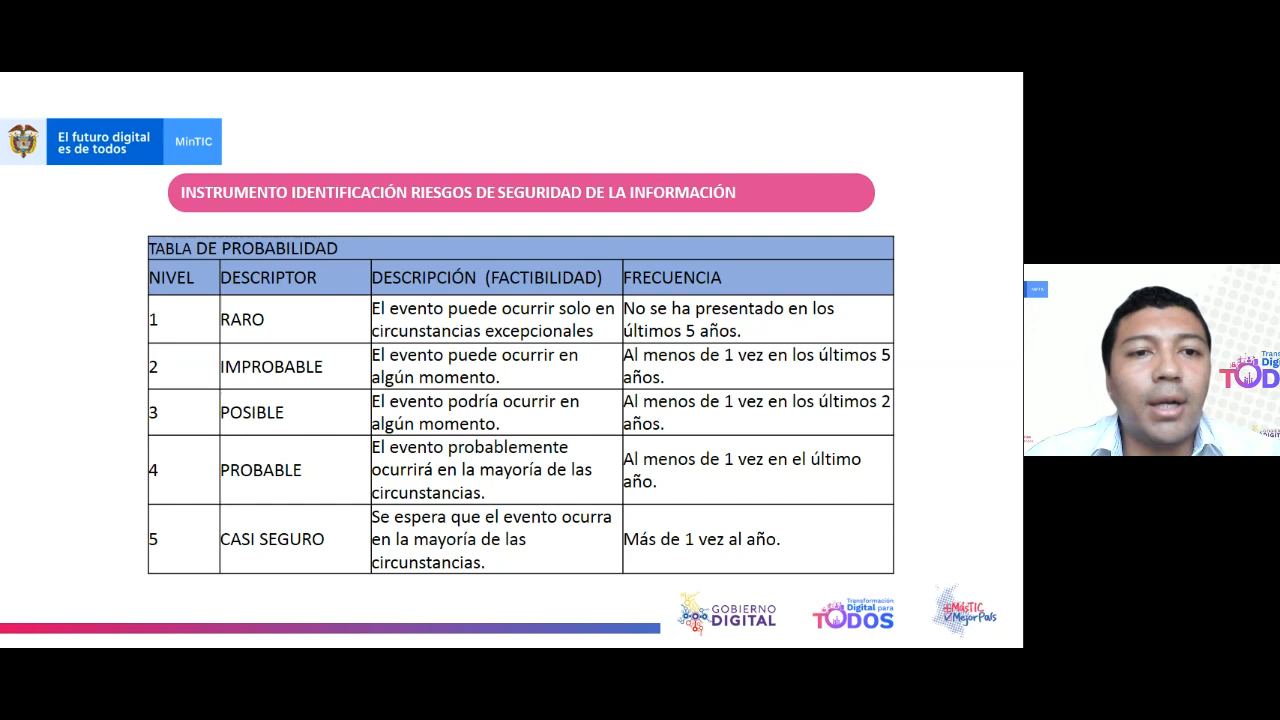 El futuro digital
es de todos
MinTIC
INSTRUMENTO IDENTIFICACIÓN RIESGOS DE SEGURIDAD DE LA INFORMACIÓN
TABLA DE PROBABILIDAD
NIVEL DESCRIPTOR DESCRIPCIÓN (FACTIBILIDAD) FRECUENCIA
1 RARO El evento puede ocurrir solo en circunstancias excepcionales No se ha presentado en los últimos 5 años.
2 IMPROBABLE El evento puede ocurrir en algún momento. Al menos de 1 vez en los últimos 5 años.
3 POSIBLE El evento podría ocurrir en algún momento. Al menos de 1 vez en los últimos 2 años.
4 PROBABLE El evento probablemente ocurrirá en la mayoría de las circunstancias. Al menos de 1 vez en el último año.
5 CASI SEGURO Se espera que el evento ocurra en la mayoría de las circunstancias. Más de 1 vez al año.
GOBIERNO
DIGITAL
Transformación
Digital para
TODOS
+MásTIC
MejorPaís
TODOS